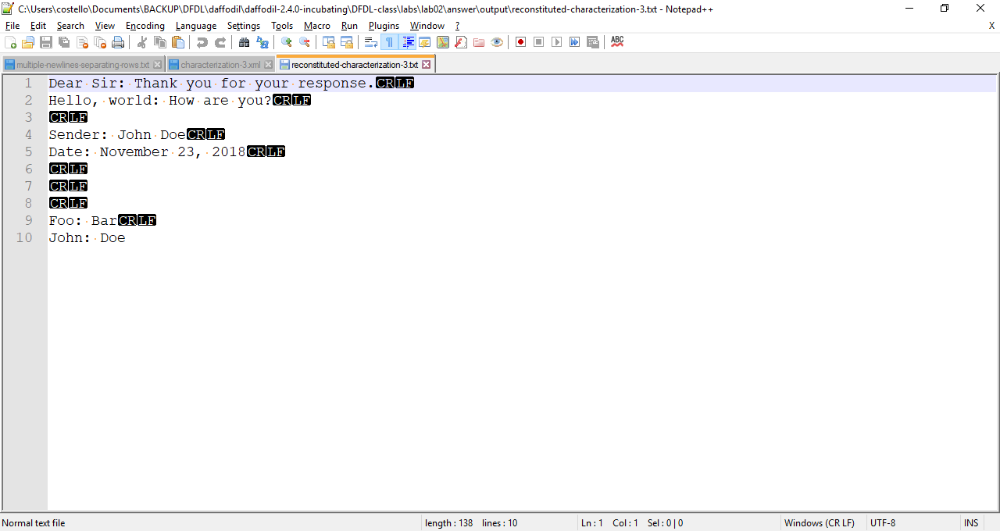 C:\Users\costello\Documents\BACKUP\DFDL\daffodil\daffodil-2.4.0-incubating\DFDL-class\labs\lab02\answer\output\reconstituted-characterization-3.txt - Notepad++
File Edit Search View Encoding Language Settings Tools Macro Run Plugins Window ? X
ABC
multiple-newlines-separating-rows.txt characterization-3.xml reconstituted-characterization-3.txt
1 Dear Sir: Thank you for your response.CRLF
2 Hello, world: How are you?CRLF
3 CRLF
4 Sender: John DoeCRLF
5 Date: November 23, 2018CRLF
6 CRLF
7 CRLF
8 CRLF
9 Foo: BarCRLF
10 John: Doe
Normal text file length : 138 lines : 10 Ln : 1 Col : 1 Sel : 0 | 0 Windows (CR LF) UTF-8 INS